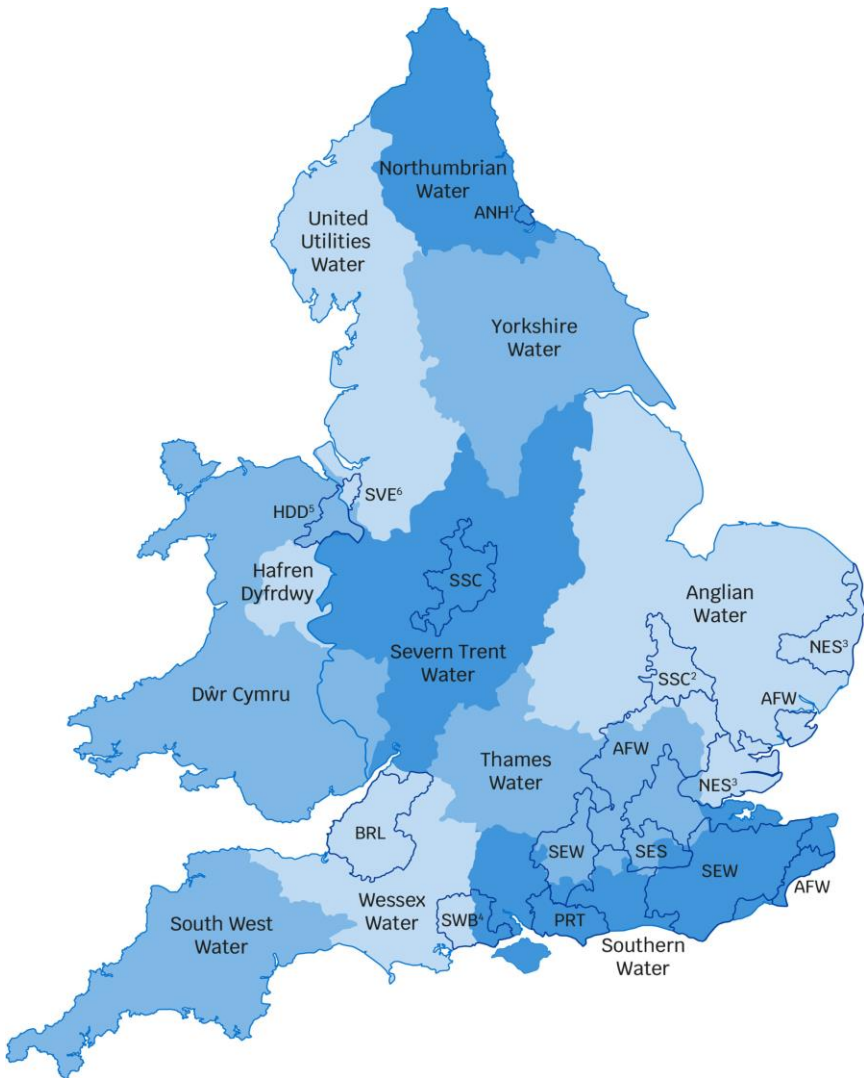 Northumbrian
Water
ANH¹
United
Utilities
Water
Yorkshire
Water
SVE⁶
HDD⁵
Hafren
Dyfrdwy
SSC
Anglian
Water
NES³
Severn Trent
Water
SSC²
Dŵr Cymru
AFW
Thames
Water
AFW
NES³
BRL
SEW
SES
SEW
AFW
Wessex
Water
South West
Water
SWB⁴
PRT
Southern
Water